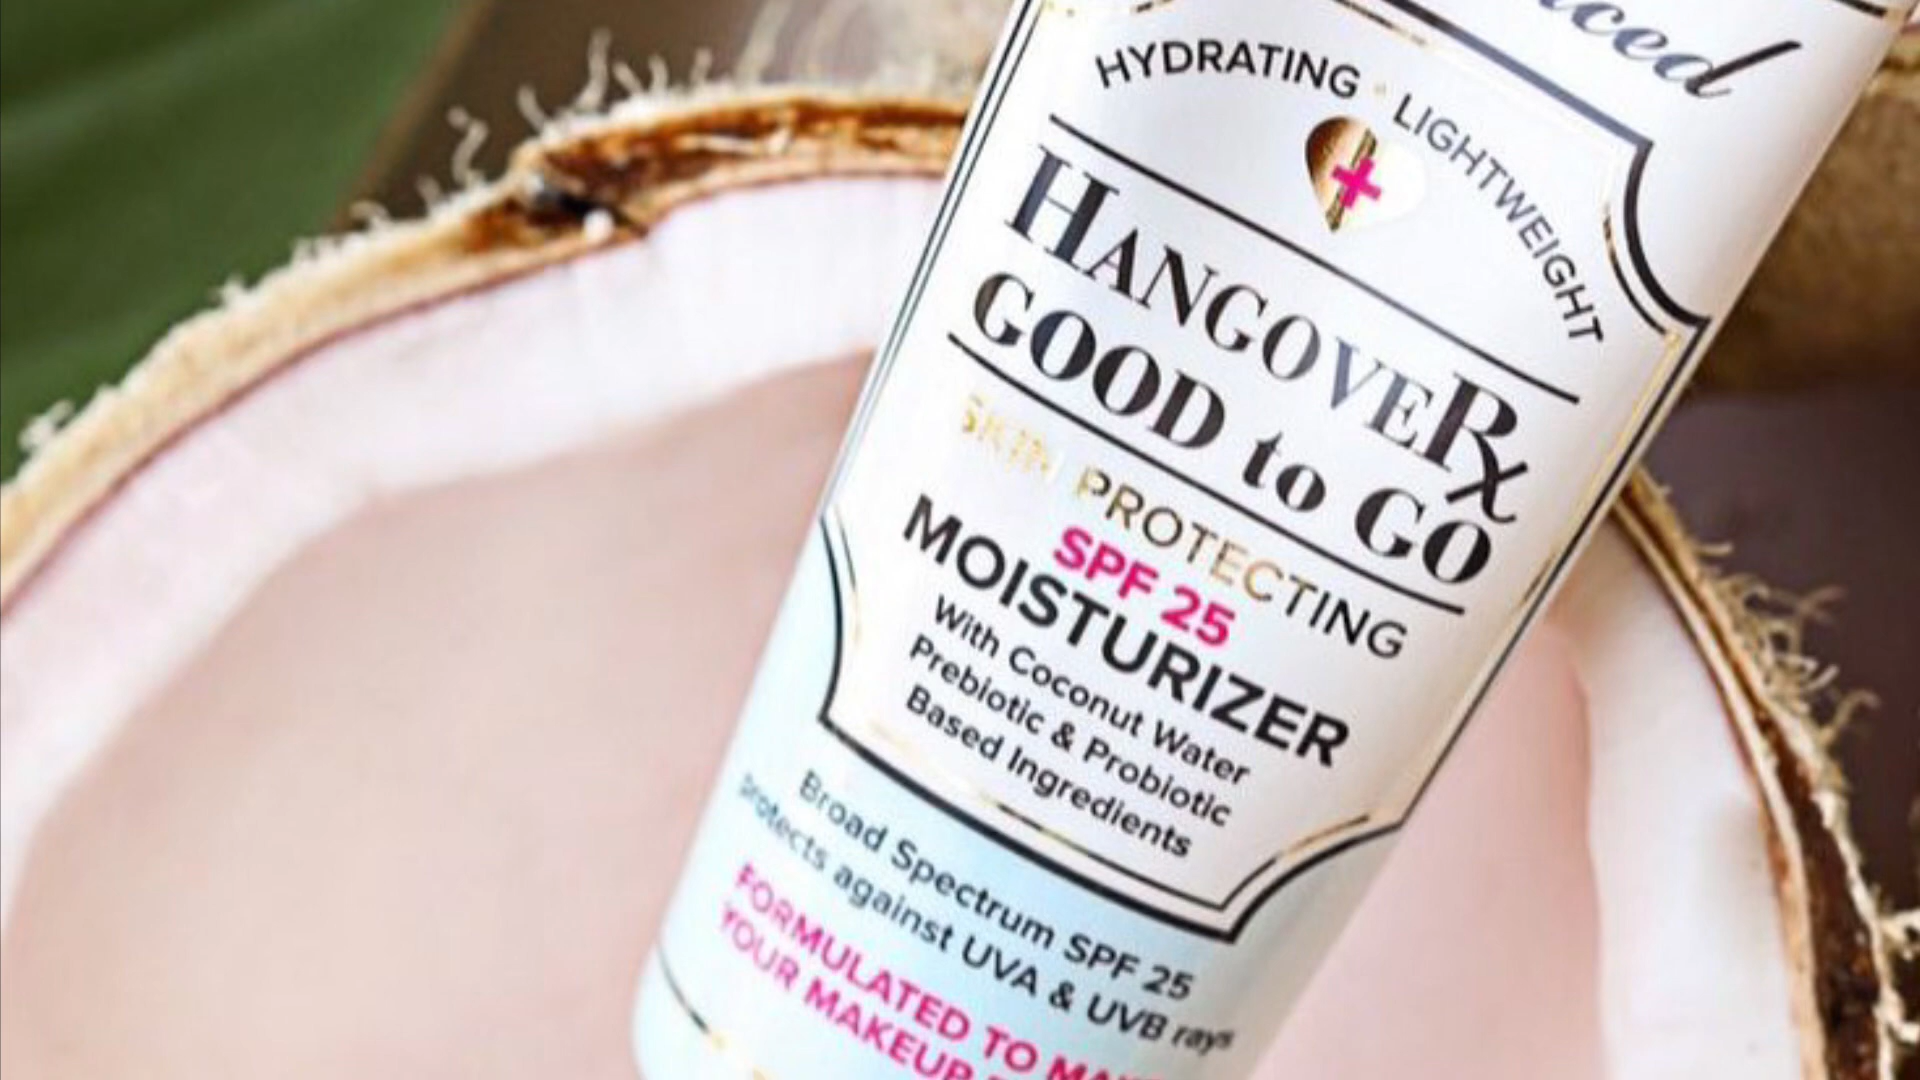 HYDRATING • LIGHTWEIGHT
HANGOVERx
GOOD to GO
SKIN PROTECTING
SPF 25
MOISTURIZER
With Coconut Water
Prebiotic & Probiotic
Based Ingredients
Broad Spectrum SPF 25
Protects against UVA & UVB rays
FORMULATED TO
YOUR MAKEUP